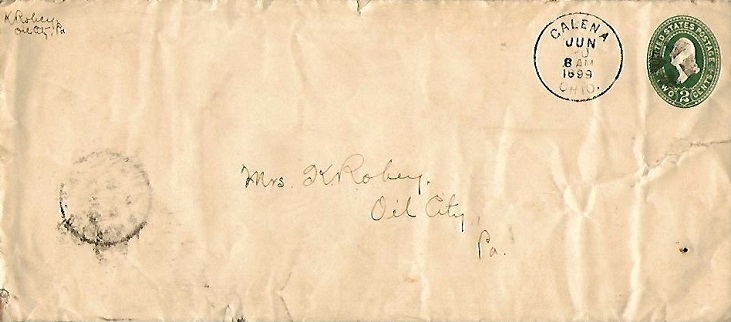 K Robey
Oil City, Pa
GALENA
JUN
8 AM
1899
OHIO.
UNITED STATES POSTAGE
TWO 2 CENTS
Mrs. K Robey.
Oil City,
Pa.